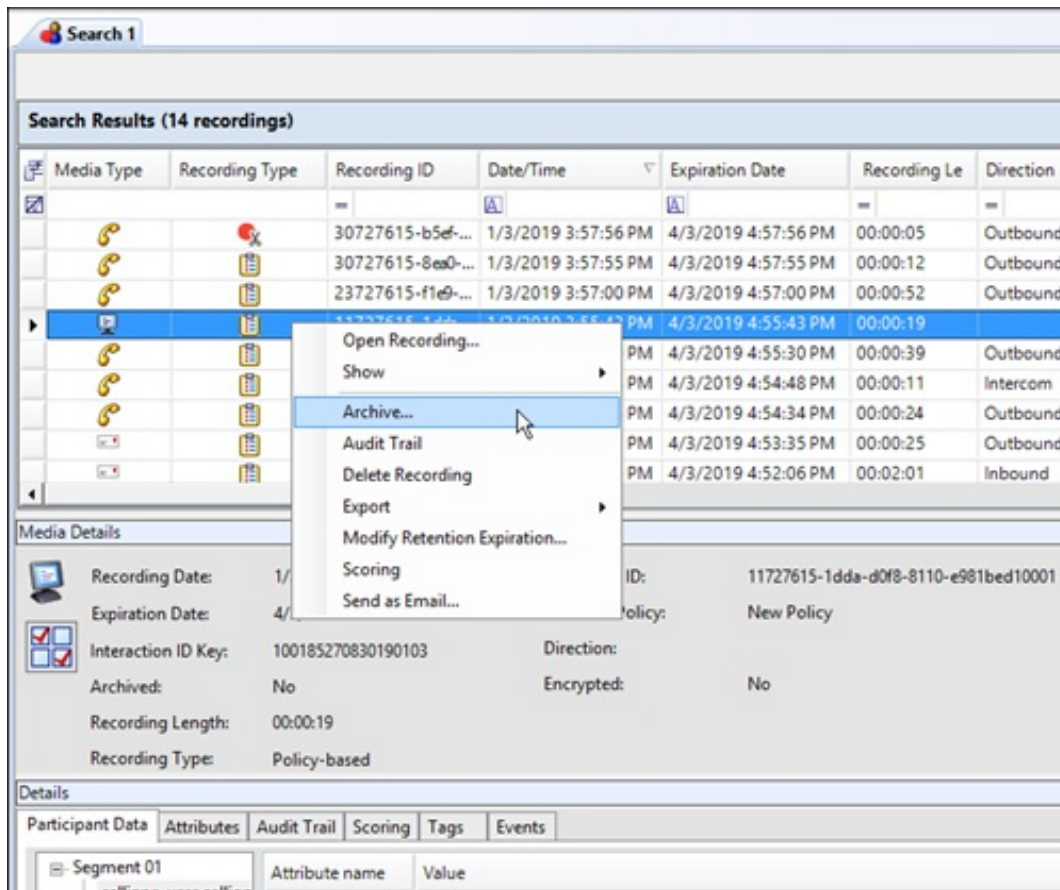 Search 1
Search Results (14 recordings)
Media Type Recording Type Recording ID Date/Time Expiration Date Recording Le Direction
= A A = =
30727615-b5ef-... 1/3/2019 3:57:56 PM 4/3/2019 4:57:56 PM 00:00:05 Outbound
30727615-8ea0-... 1/3/2019 3:57:55 PM 4/3/2019 4:57:55 PM 00:00:12 Outbound
23727615-f1e9-... 1/3/2019 3:57:00 PM 4/3/2019 4:57:00 PM 00:00:52 Outbound
PM 4/3/2019 4:55:43 PM 00:00:19
Open Recording...
PM 4/3/2019 4:55:30 PM 00:00:39 Outbound
Show
PM 4/3/2019 4:54:48 PM 00:00:11 Intercom
Archive...
PM 4/3/2019 4:54:34 PM 00:00:24 Outbound
Audit Trail
PM 4/3/2019 4:53:35 PM 00:00:25 Outbound
Delete Recording
PM 4/3/2019 4:52:06 PM 00:02:01 Inbound
Export
Modify Retention Expiration...
Scoring
Send as Email...
Media Details
Recording Date: 1/ ID: 11727615-1dda-d0f8-8110-e981bed10001
Expiration Date: 4/ Policy: New Policy
Interaction ID Key: 100185270830190103 Direction:
Archived: No Encrypted: No
Recording Length: 00:00:19
Recording Type: Policy-based
Details
Participant Data Attributes Audit Trail Scoring Tags Events
Segment 01 Attribute name Value